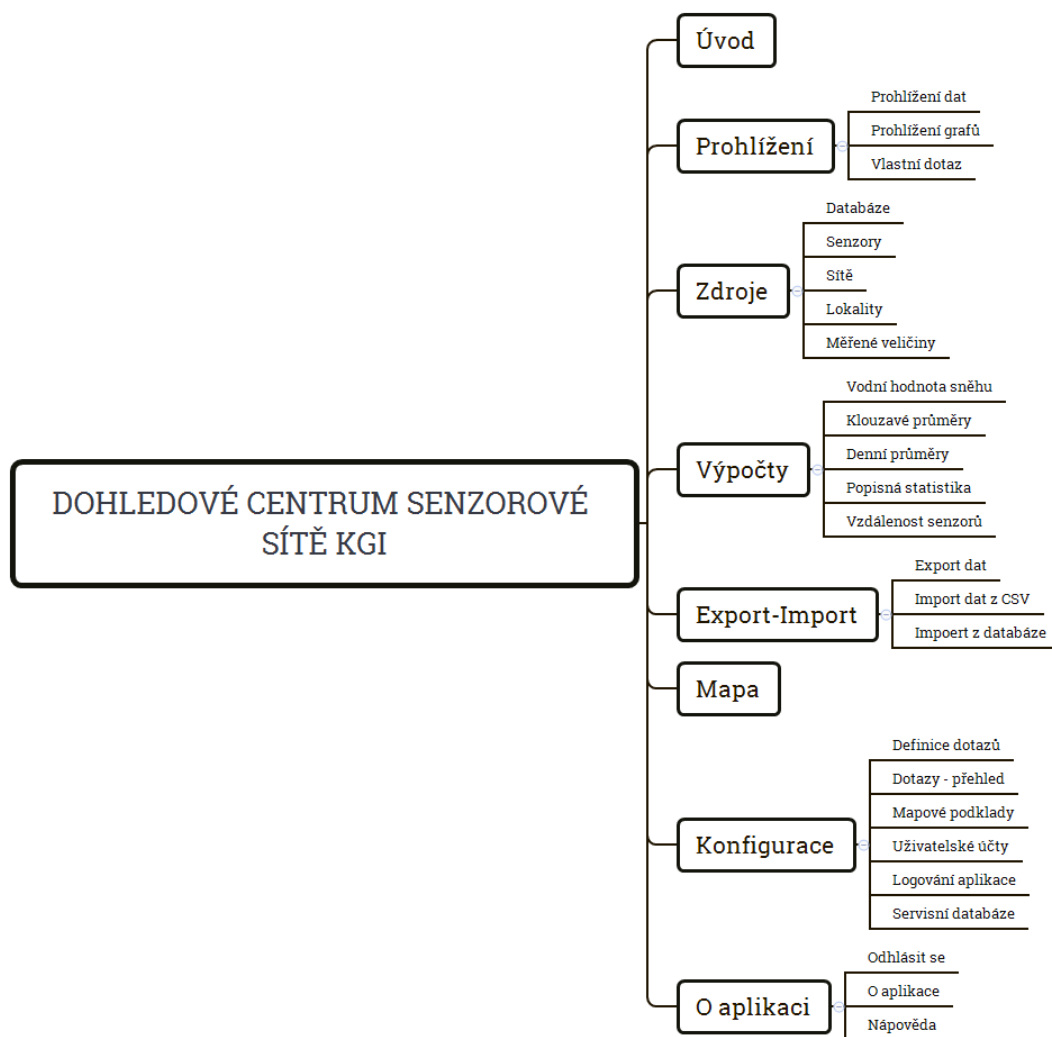 DOHLEDOVÉ CENTRUM SENZOROVÉ
SÍTĚ KGI
Úvod
Prohlížení
Prohlížení dat
Prohlížení grafů
Vlastní dotaz
Zdroje
Databáze
Senzory
Sítě
Lokality
Měřené veličiny
Výpočty
Vodní hodnota sněhu
Klouzavé průměry
Denní průměry
Popisná statistika
Vzdálenost senzorů
Export-Import
Export dat
Import dat z CSV
Impoert z databáze
Mapa
Konfigurace
Definice dotazů
Dotazy - přehled
Mapové podklady
Uživatelské účty
Logování aplikace
Servisní databáze
O aplikaci
Odhlásit se
O aplikace
Nápověda